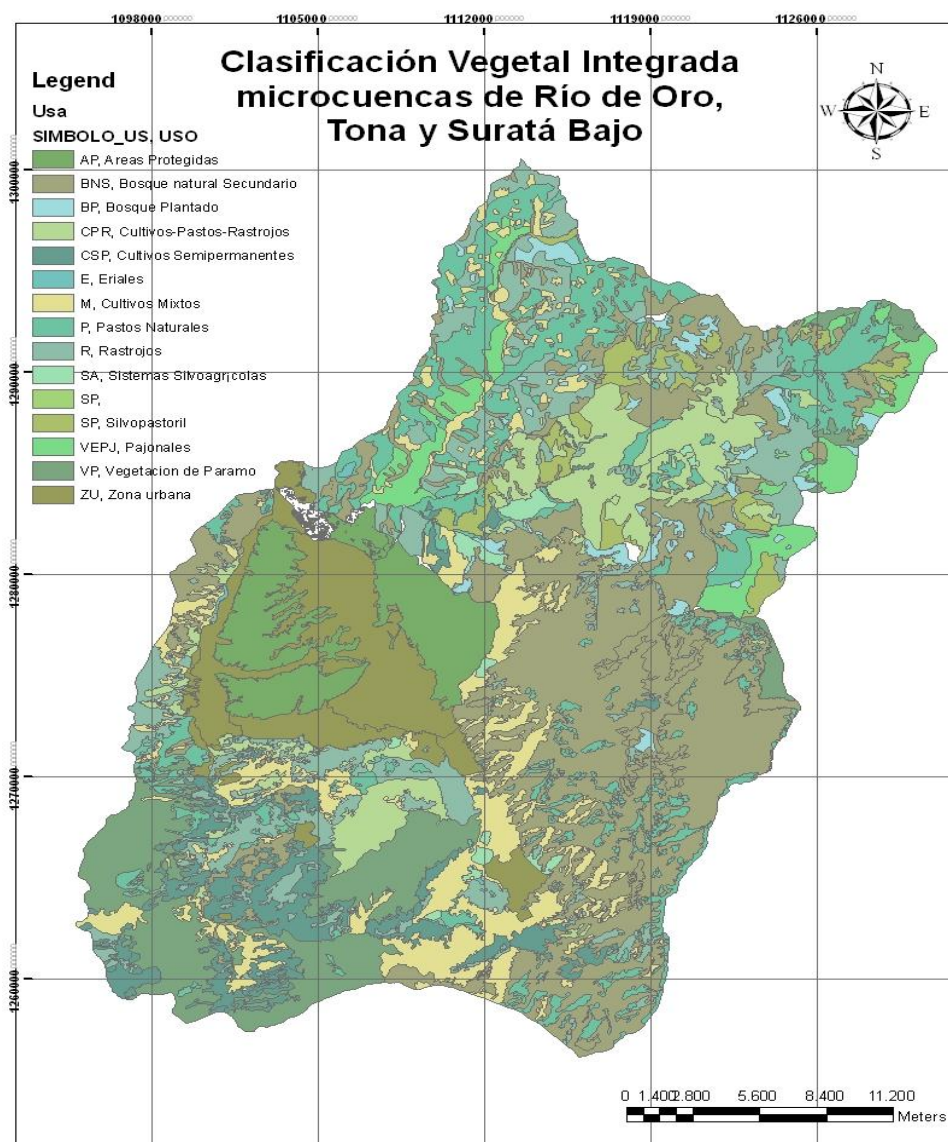 1098000 1105000 1112000 1119000 1126000
Clasificación Vegetal Integrada
microcuencas de Río de Oro,
Tona y Suratá Bajo
N
W E
S
Legend
Usa
SIMBOLO_US, USO
AP, Areas Protegidas
BNS, Bosque natural Secundario
BP, Bosque Plantado
CPR, Cultivos-Pastos-Rastrojos
CSP, Cultivos Semipermanentes
E, Eriales
M, Cultivos Mixtos
P, Pastos Naturales
R, Rastrojos
SA, Sistemas Silvoagricolas
SP,
SP, Silvopastoril
VEPJ, Pajonales
VP, Vegetacion de Paramo
ZU, Zona urbana
1300000
1290000
1280000
1270000
1260000
0 1.400 2.800 5.600 8.400 11.200
Meters